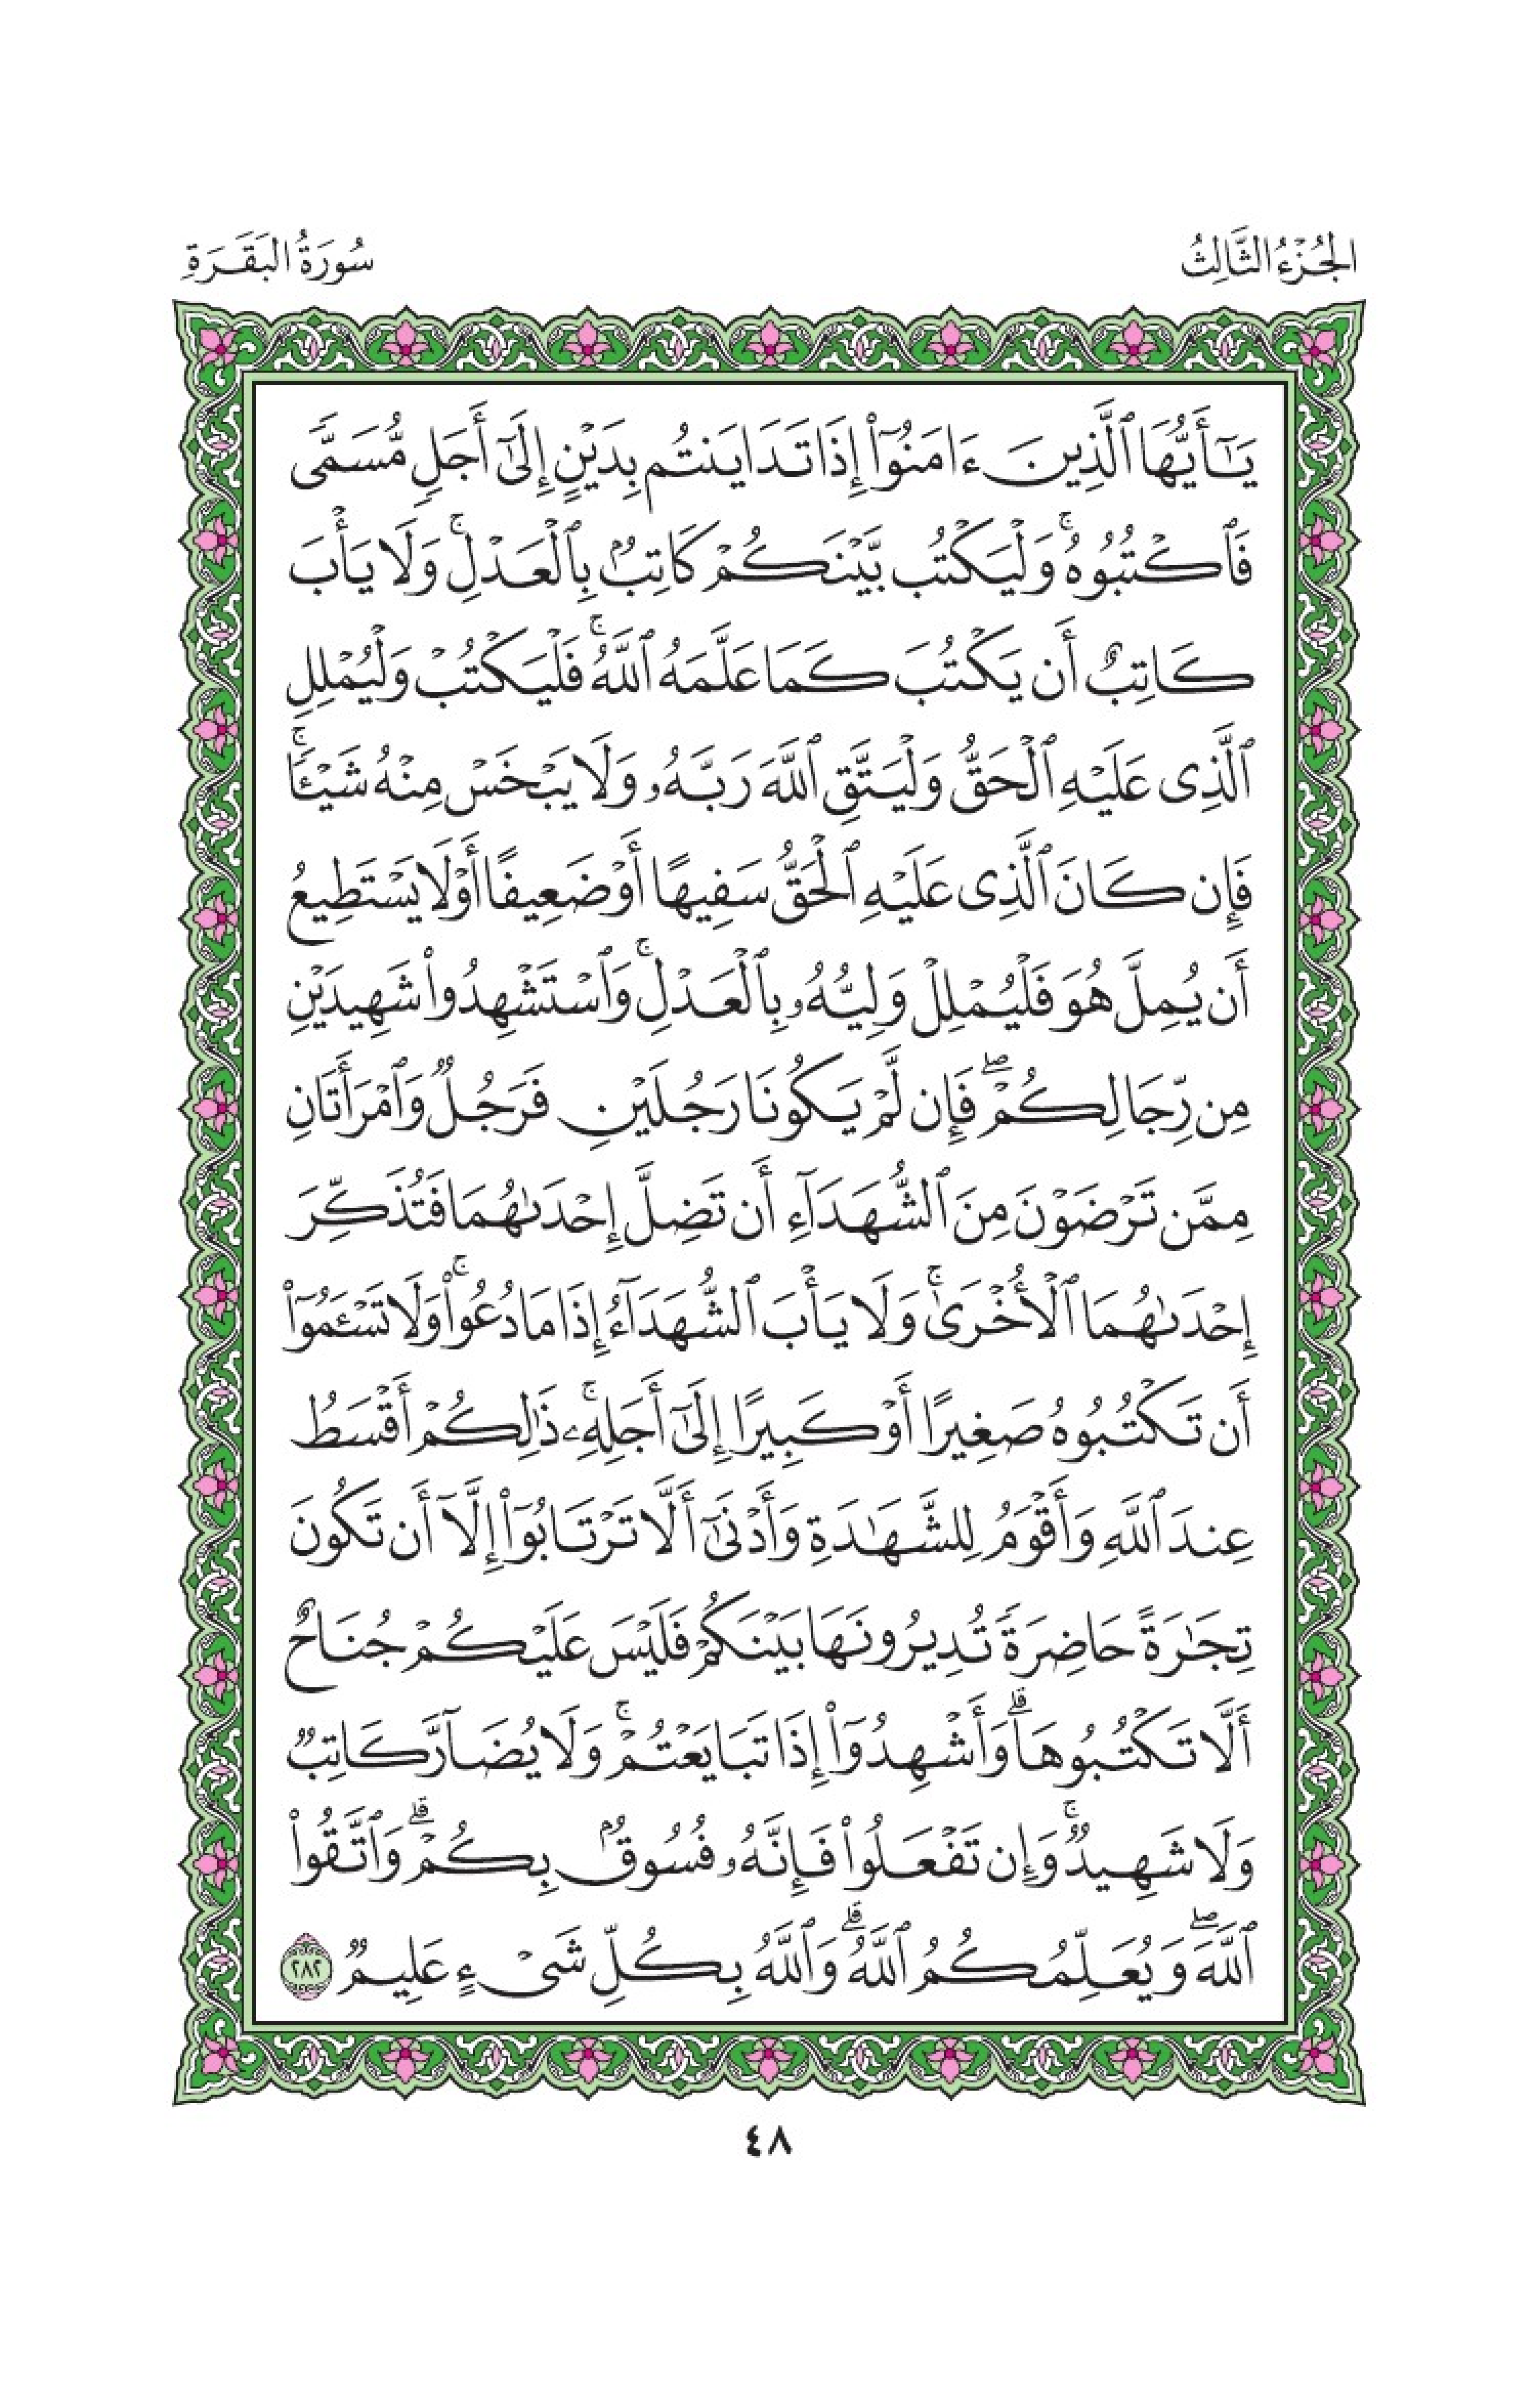 الجُزْءُ الثَّالِثُ
سُورَةُ البَقَرَةِ
يَٰٓأَيُّهَا ٱلَّذِينَ ءَامَنُوٓا۟ إِذَا تَدَايَنتُم بِدَيْنٍ إِلَىٰٓ أَجَلٍ مُّسَمًّى
فَٱكْتُبُوهُ ۚ وَلْيَكْتُب بَّيْنَكُمْ كَاتِبٌۢ بِٱلْعَدْلِ ۚ وَلَا يَأْبَ
كَاتِبٌ أَن يَكْتُبَ كَمَا عَلَّمَهُ ٱللَّهُ ۚ فَلْيَكْتُبْ وَلْيُمْلِلِ
ٱلَّذِى عَلَيْهِ ٱلْحَقُّ وَلْيَتَّقِ ٱللَّهَ رَبَّهُۥ وَلَا يَبْخَسْ مِنْهُ شَيْـًٔا ۚ
فَإِن كَانَ ٱلَّذِى عَلَيْهِ ٱلْحَقُّ سَفِيهًا أَوْ ضَعِيفًا أَوْ لَا يَسْتَطِيعُ
أَن يُمِلَّ هُوَ فَلْيُمْلِلْ وَلِيُّهُۥ بِٱلْعَدْلِ ۚ وَٱسْتَشْهِدُوا۟ شَهِيدَيْنِ
مِن رِّجَالِكُمْ ۖ فَإِن لَّمْ يَكُونَا رَجُلَيْنِ فَرَجُلٌ وَٱمْرَأَتَانِ
مِمَّن تَرْضَوْنَ مِنَ ٱلشُّهَدَآءِ أَن تَضِلَّ إِحْدَىٰهُمَا فَتُذَكِّرَ
إِحْدَىٰهُمَا ٱلْأُخْرَىٰ ۚ وَلَا يَأْبَ ٱلشُّهَدَآءُ إِذَا مَا دُعُوا۟ ۚ وَلَا تَسْـَٔمُوٓا۟
أَن تَكْتُبُوهُ صَغِيرًا أَوْ كَبِيرًا إِلَىٰٓ أَجَلِهِۦ ۚ ذَٰلِكُمْ أَقْسَطُ
عِندَ ٱللَّهِ وَأَقْوَمُ لِلشَّهَٰدَةِ وَأَدْنَىٰٓ أَلَّا تَرْتَابُوٓا۟ إِلَّآ أَن تَكُونَ
تِجَٰرَةً حَاضِرَةً تُدِيرُونَهَا بَيْنَكُمْ فَلَيْسَ عَلَيْكُمْ جُنَاحٌ
أَلَّا تَكْتُبُوهَا ۗ وَأَشْهِدُوٓا۟ إِذَا تَبَايَعْتُمْ ۚ وَلَا يُضَآرَّ كَاتِبٌ
وَلَا شَهِيدٌ ۚ وَإِن تَفْعَلُوا۟ فَإِنَّهُۥ فُسُوقٌۢ بِكُمْ ۗ وَٱتَّقُوا۟
ٱللَّهَ ۖ وَيُعَلِّمُكُمُ ٱللَّهُ ۗ وَٱللَّهُ بِكُلِّ شَىْءٍ عَلِيمٌ ٢٨٢
٤٨